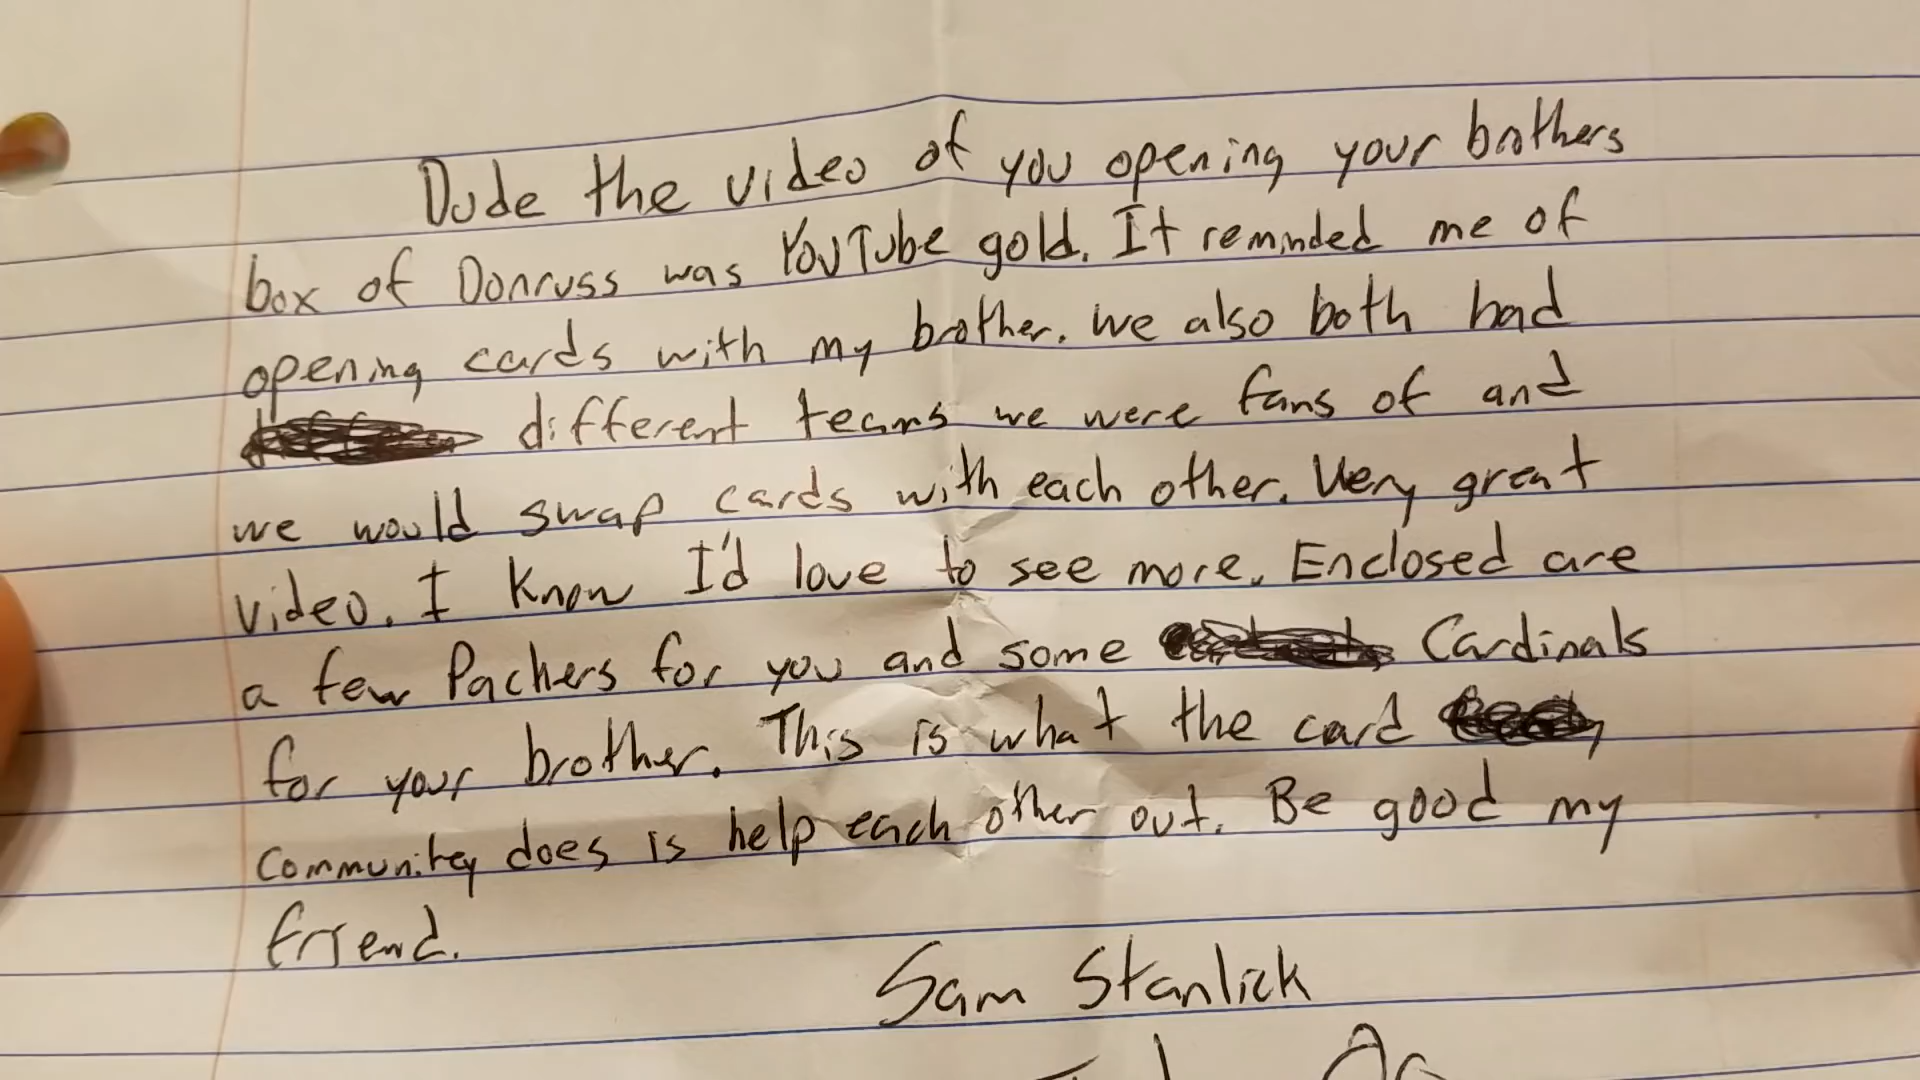 Dude the video of you opening your brothers
box of Donruss was YouTube gold. It reminded me of
opening cards with my brother. We also both had
different teams we were fans of and
we would swap cards with each other. Very great
video. I know I'd love to see more. Enclosed are
a few Packers for you and some Cardinals
for your brother. This is what the card
community does is help each other out. Be good my
friend.
Sam Stanlick